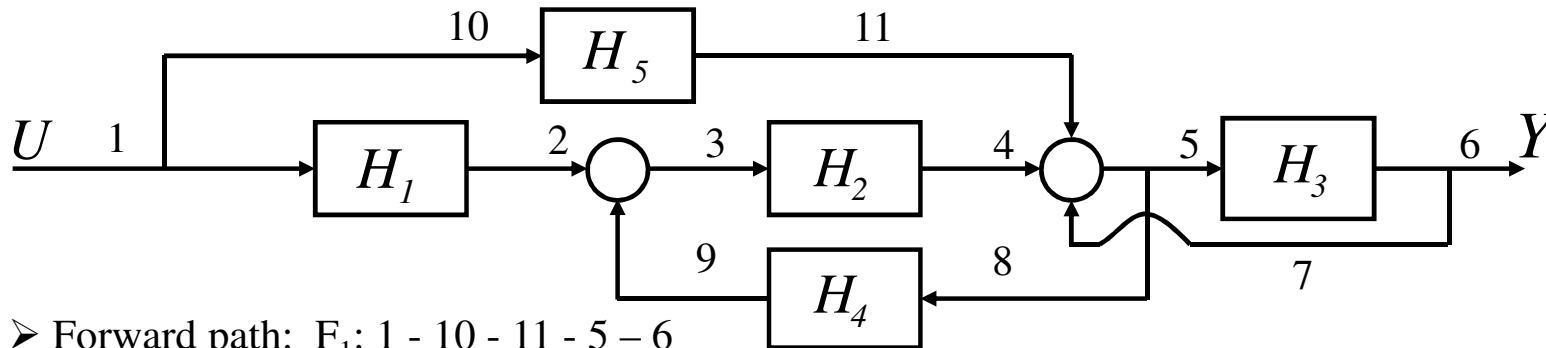 10 H5 11
U 1 H1 2 3 H2 4 5 H3 6 Y
9 H4 8 7
➢ Forward path: F1: 1 - 10 - 11 - 5 – 6